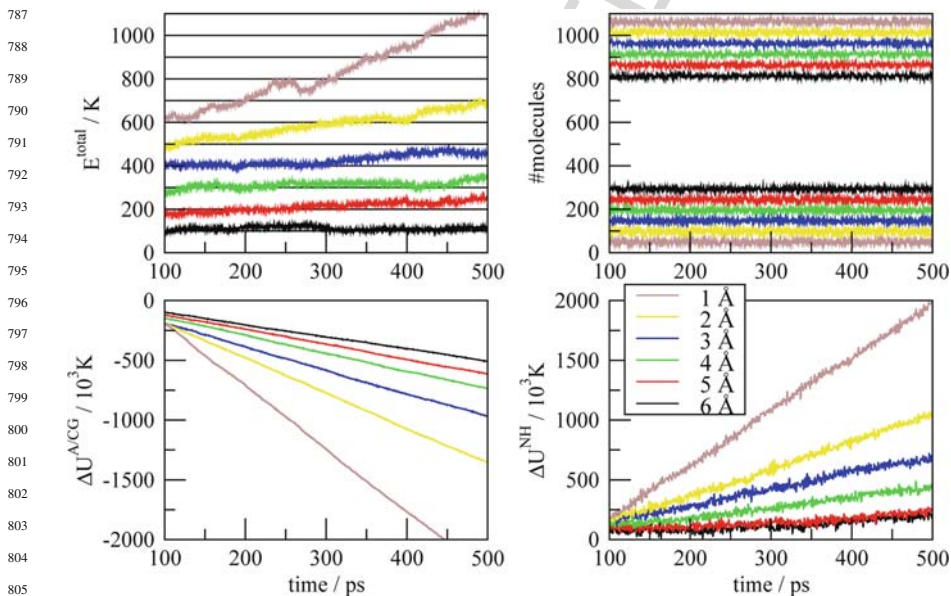 787
788
789
790
791
792
793
794
795
796
797
798
799
800
801
802
803
804
805
1000
800
600
400
200
0
E^total / K
100 200 300 400 500
1000
800
600
400
200
0
#molecules
100 200 300 400 500
0
-500
-1000
-1500
-2000
ΔU^A/CG / 10^3K
100 200 300 400 500
time / ps
2000
1500
1000
500
0
ΔU^NH / 10^3K
1 Å
2 Å
3 Å
4 Å
5 Å
6 Å
100 200 300 400 500
time / ps